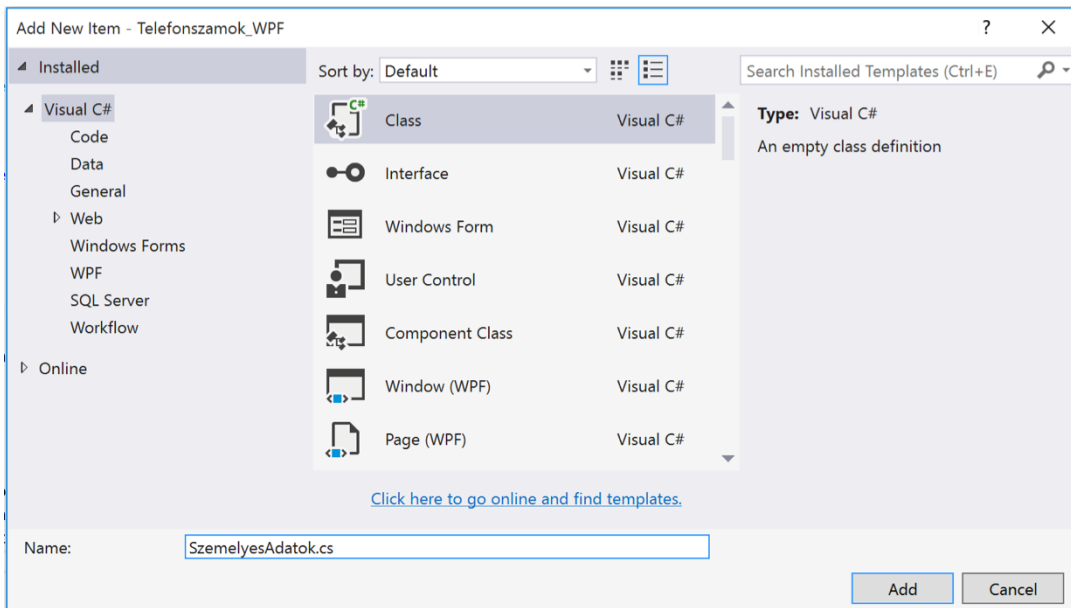 Add New Item - Telefonszamok_WPF
?
Installed
Sort by: Default
Search Installed Templates (Ctrl+E)
Visual C#
Code
Data
General
Web
Windows Forms
WPF
SQL Server
Workflow
Online
C#
Class Visual C#
Interface Visual C#
Windows Form Visual C#
User Control Visual C#
Component Class Visual C#
Window (WPF) Visual C#
Page (WPF) Visual C#
Type: Visual C#
An empty class definition
Click here to go online and find templates.
Name: SzemelyesAdatok.cs
Add Cancel